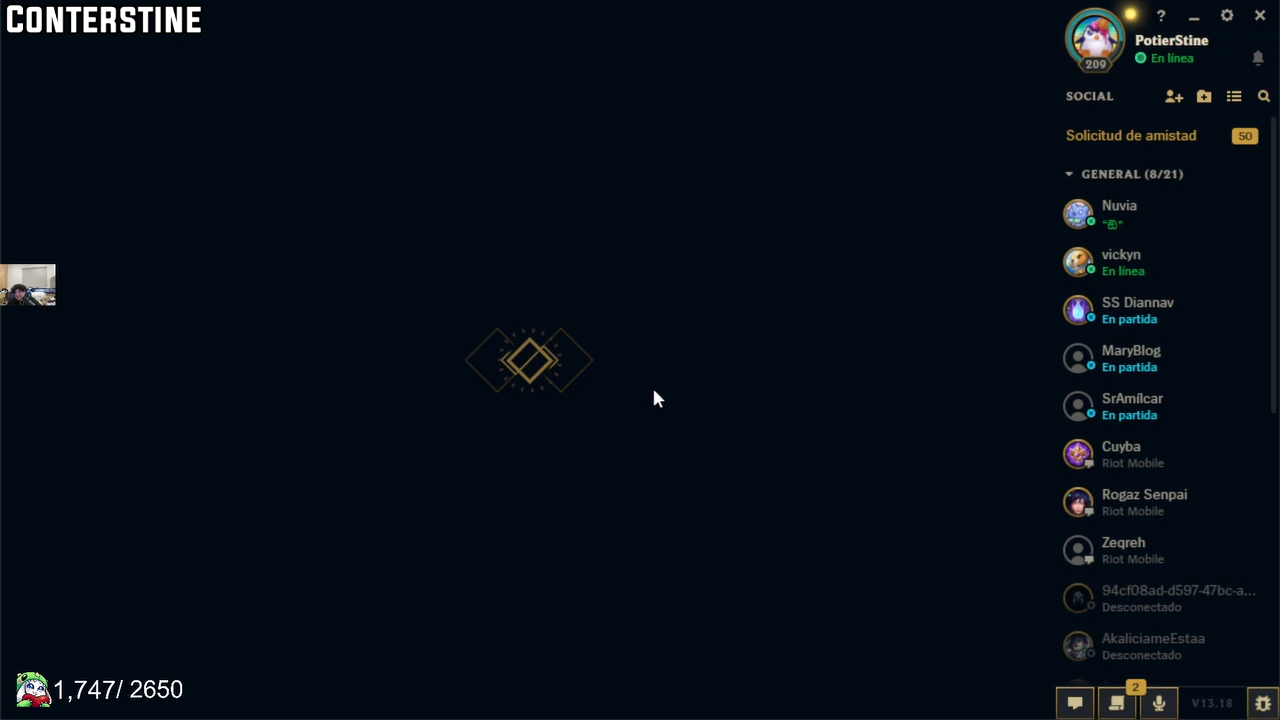 CONTERSTINE
PotierStine
209
En línea
SOCIAL
Solicitud de amistad
50
GENERAL (8/21)
Nuvia
vickyn
En línea
SS Diannav
En partida
MaryBlog
En partida
SrAmílcar
En partida
Cuyba
Riot Mobile
Rogaz Senpai
Riot Mobile
Zeqreh
Riot Mobile
94cf08ad-d597-47bc-a...
Desconectado
AkaliciameEstaa
Desconectado
1,747/ 2650
2
V13.18